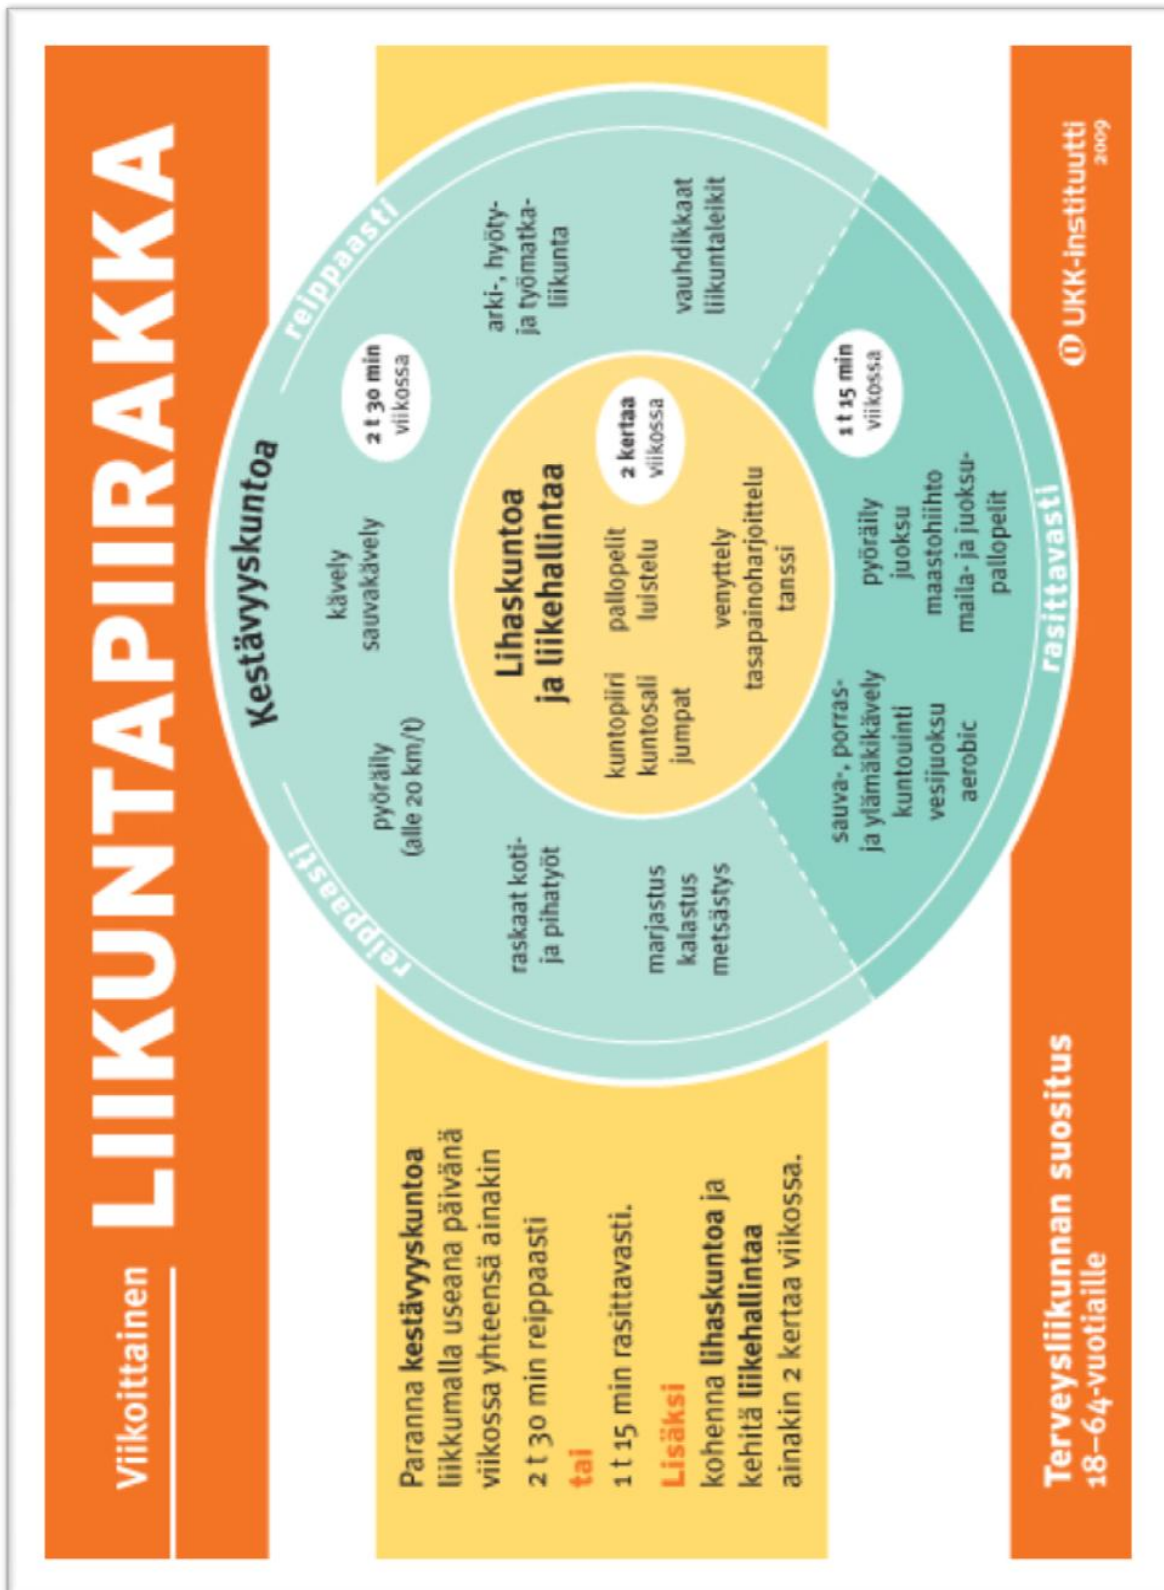 Viikoittainen LIIKUNTAPIIRAKKA
Paranna kestävyyskuntoa
liikkumalla useana päivänä
viikossa yhteensä ainakin
2 t 30 min reippaasti
tai
1 t 15 min rasittavasti.
Lisäksi
kohenna lihaskuntoa ja
kehitä liikehallintaa
ainakin 2 kertaa viikossa.
Kestävyyskuntoa
reippaasti
reippaasti
kävely
sauvakävely
2 t 30 min
viikossa
pyöräily
(alle 20 km/t)
arki-, hyöty-
ja työmatka-
liikunta
raskaat koti-
ja pihatyöt
vauhdikkaat
liikuntaleikit
marjastus
kalastus
metsästys
Lihaskuntoa
ja liikehallintaa
2 kertaa
viikossa
kuntopiiri
kuntosali
jumpat
pallopelit
luistelu
venyttely
tasapainoharjoittelu
tanssi
1 t 15 min
viikossa
sauva-, porras-
ja ylämäkikävely
kuntouinti
vesijuoksu
aerobic
pyöräily
juoksu
maastohiihto
maila- ja juoksu-
pallopelit
rasittavasti
Terveysliikunnan suositus
18–64-vuotiaille
UKK-instituutti
2009